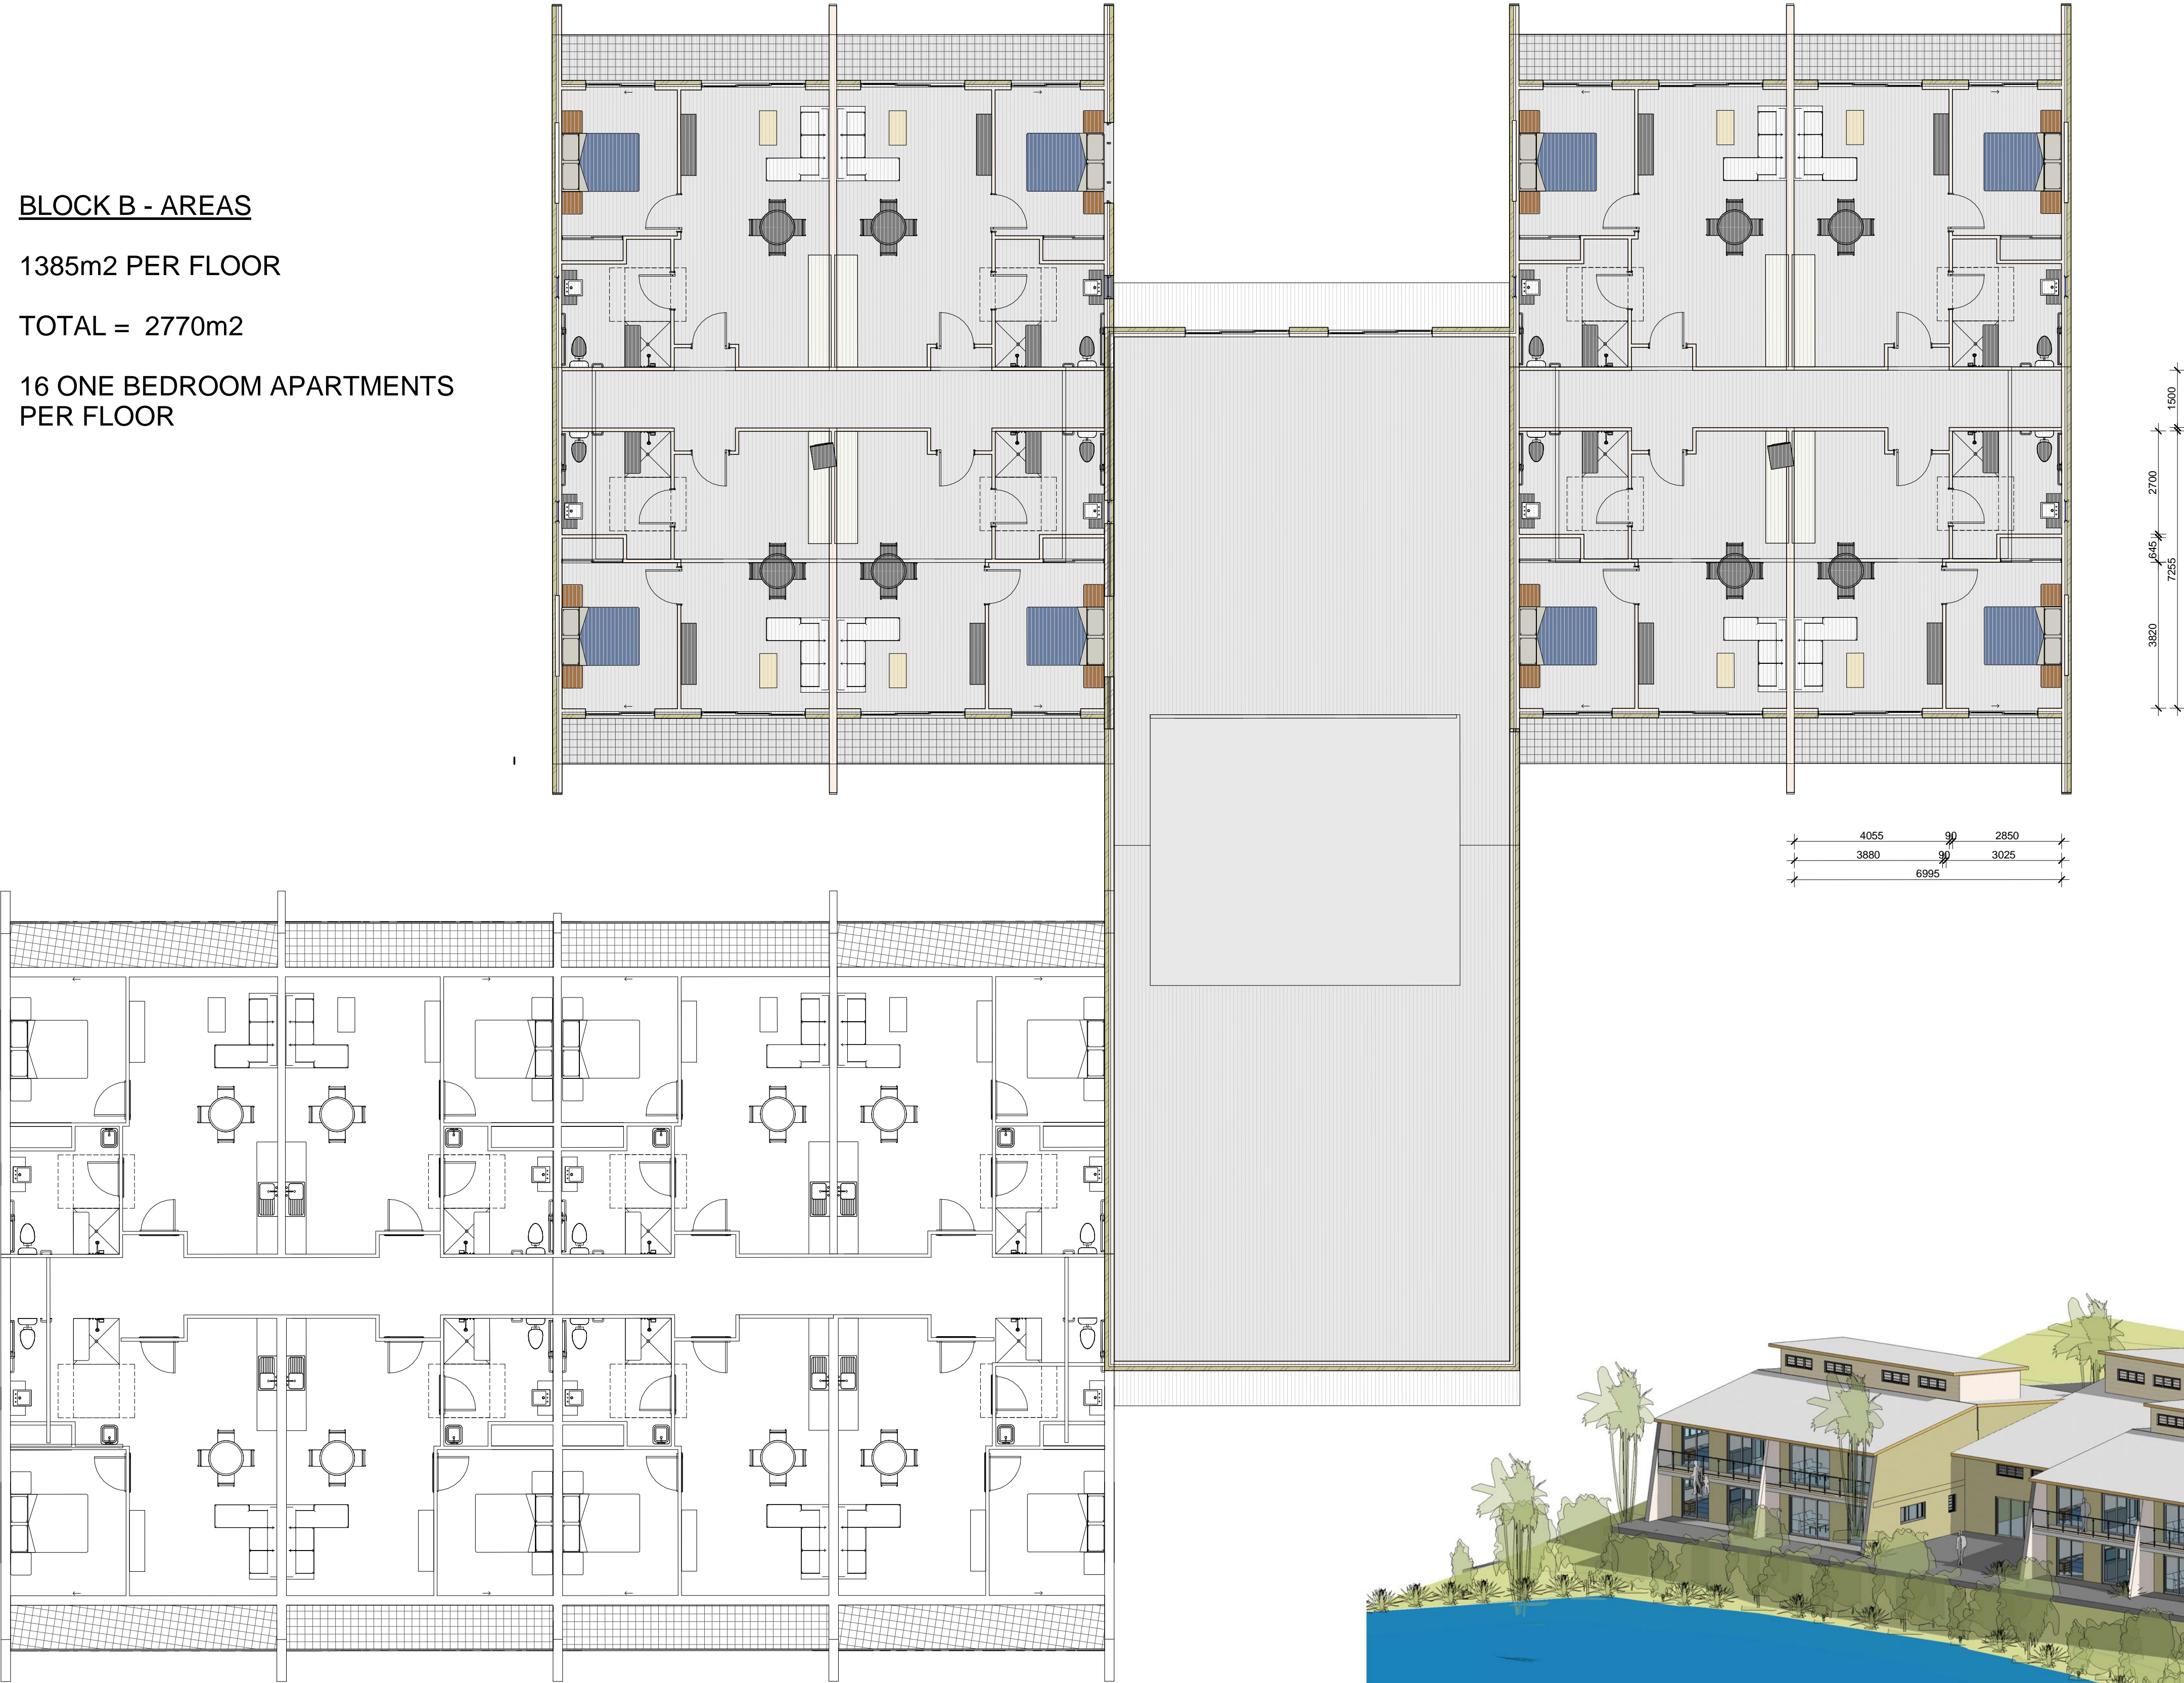 BLOCK B - AREAS
1385m2 PER FLOOR
TOTAL = 2770m2
16 ONE BEDROOM APARTMENTS
PER FLOOR
1500
2700
645
7255
3820
4055 90 2850
3880 90 3025
6995